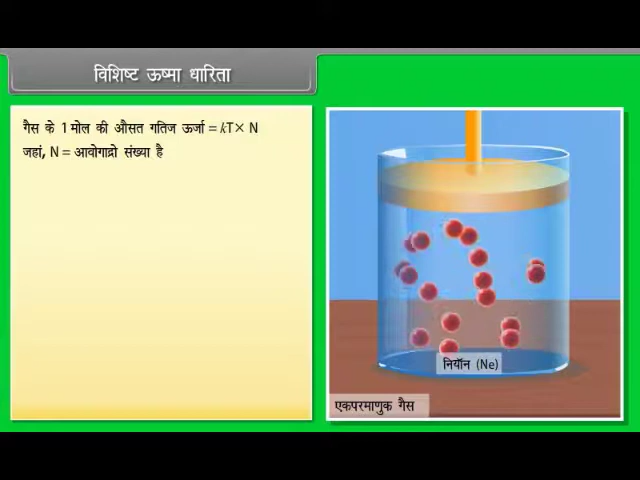 विशिष्ट ऊष्मा धारिता
गैस के 1 मोल की औसत गतिज ऊर्जा = kT × N
जहां, N = आवोगाद्रो संख्या है
नियॉन (Ne)
एकपरमाणुक गैस